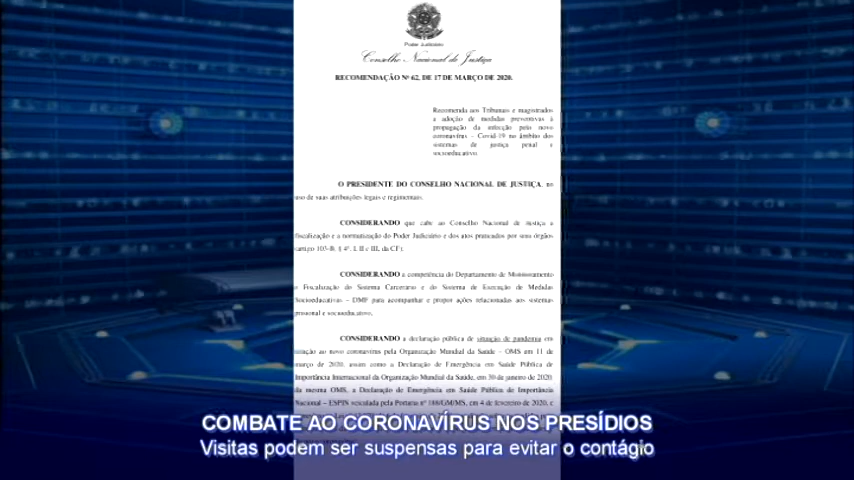 Poder Judiciário
Conselho Nacional de Justiça
RECOMENDAÇÃO Nº 62, DE 17 DE MARÇO DE 2020.
Recomenda aos Tribunais e magistrados
a adoção de medidas preventivas à
propagação da infecção pelo novo
coronavírus – Covid-19 no âmbito dos
sistemas de justiça penal e
socioeducativo.
O PRESIDENTE DO CONSELHO NACIONAL DE JUSTIÇA, no
uso de suas atribuições legais e regimentais,
CONSIDERANDO que cabe ao Conselho Nacional de Justiça a
fiscalização e a normatização do Poder Judiciário e dos atos praticados por seus órgãos
(artigo 103-B, § 4º, I, II e III, da CF);
CONSIDERANDO a competência do Departamento de Monitoramento
e Fiscalização do Sistema Carcerário e do Sistema de Execução de Medidas
Socioeducativas – DMF para acompanhar e propor ações relacionadas aos sistemas
prisional e socioeducativo;
CONSIDERANDO a declaração pública de situação de pandemia em
relação ao novo coronavírus pela Organização Mundial da Saúde – OMS em 11 de
março de 2020, assim como a Declaração de Emergência em Saúde Pública de
Importância Internacional da Organização Mundial da Saúde, em 30 de janeiro de 2020,
da mesma OMS, a Declaração de Emergência em Saúde Pública de Importância
Nacional – ESPIN veiculada pela Portaria nº 188/GM/MS, em 4 de fevereiro de 2020, e
COMBATE AO CORONAVÍRUS NOS PRESÍDIOS
Visitas podem ser suspensas para evitar o contágio